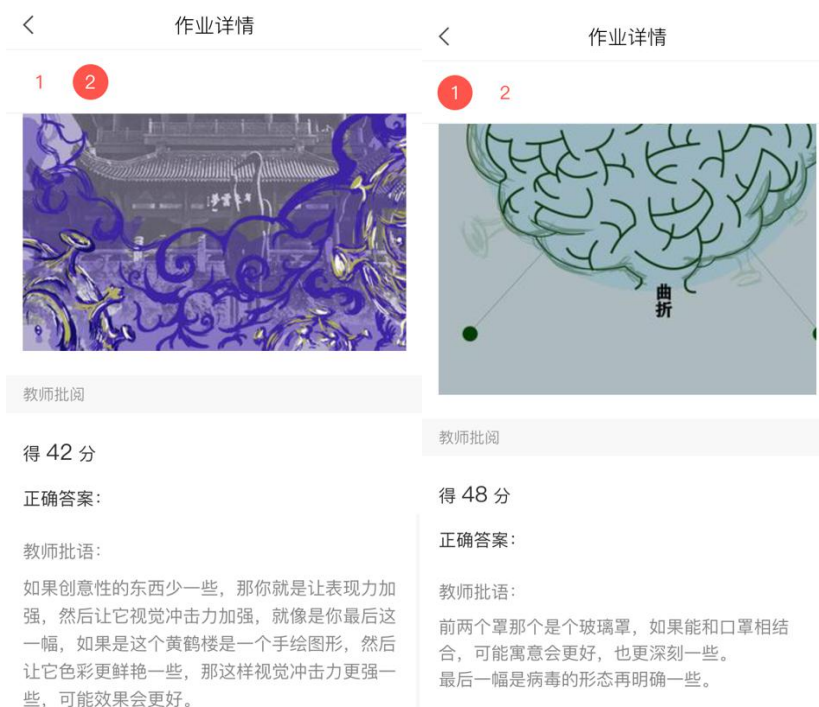 作业详情
1 2
得 42 分
教师批阅
正确答案：
教师批语：
如果创意性的东西少一些，那你就是让表现力加
强，然后让它视觉冲击力加强，就像是你最后这
一幅，如果是这个黄鹤楼是一个手绘图形，然后
让它色彩更鲜艳一些，那这样视觉冲击力更强一
些，可能效果会更好。
作业详情
1 2
曲折
教师批阅
得 48 分
正确答案：
教师批语：
前两个罩那个是个玻璃罩，如果能和口罩相结
合，可能寓意会更好，也更深刻一些。
最后一幅是病毒的形态再明确一些。